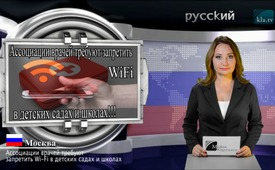 русский
kla.tv
Ассоциации врачей требуют запретить
WiFi
в детских садах и школах!!!
Москва
Ассоциации врачей требуют
запретить Wi-Fi в детских садах и школах